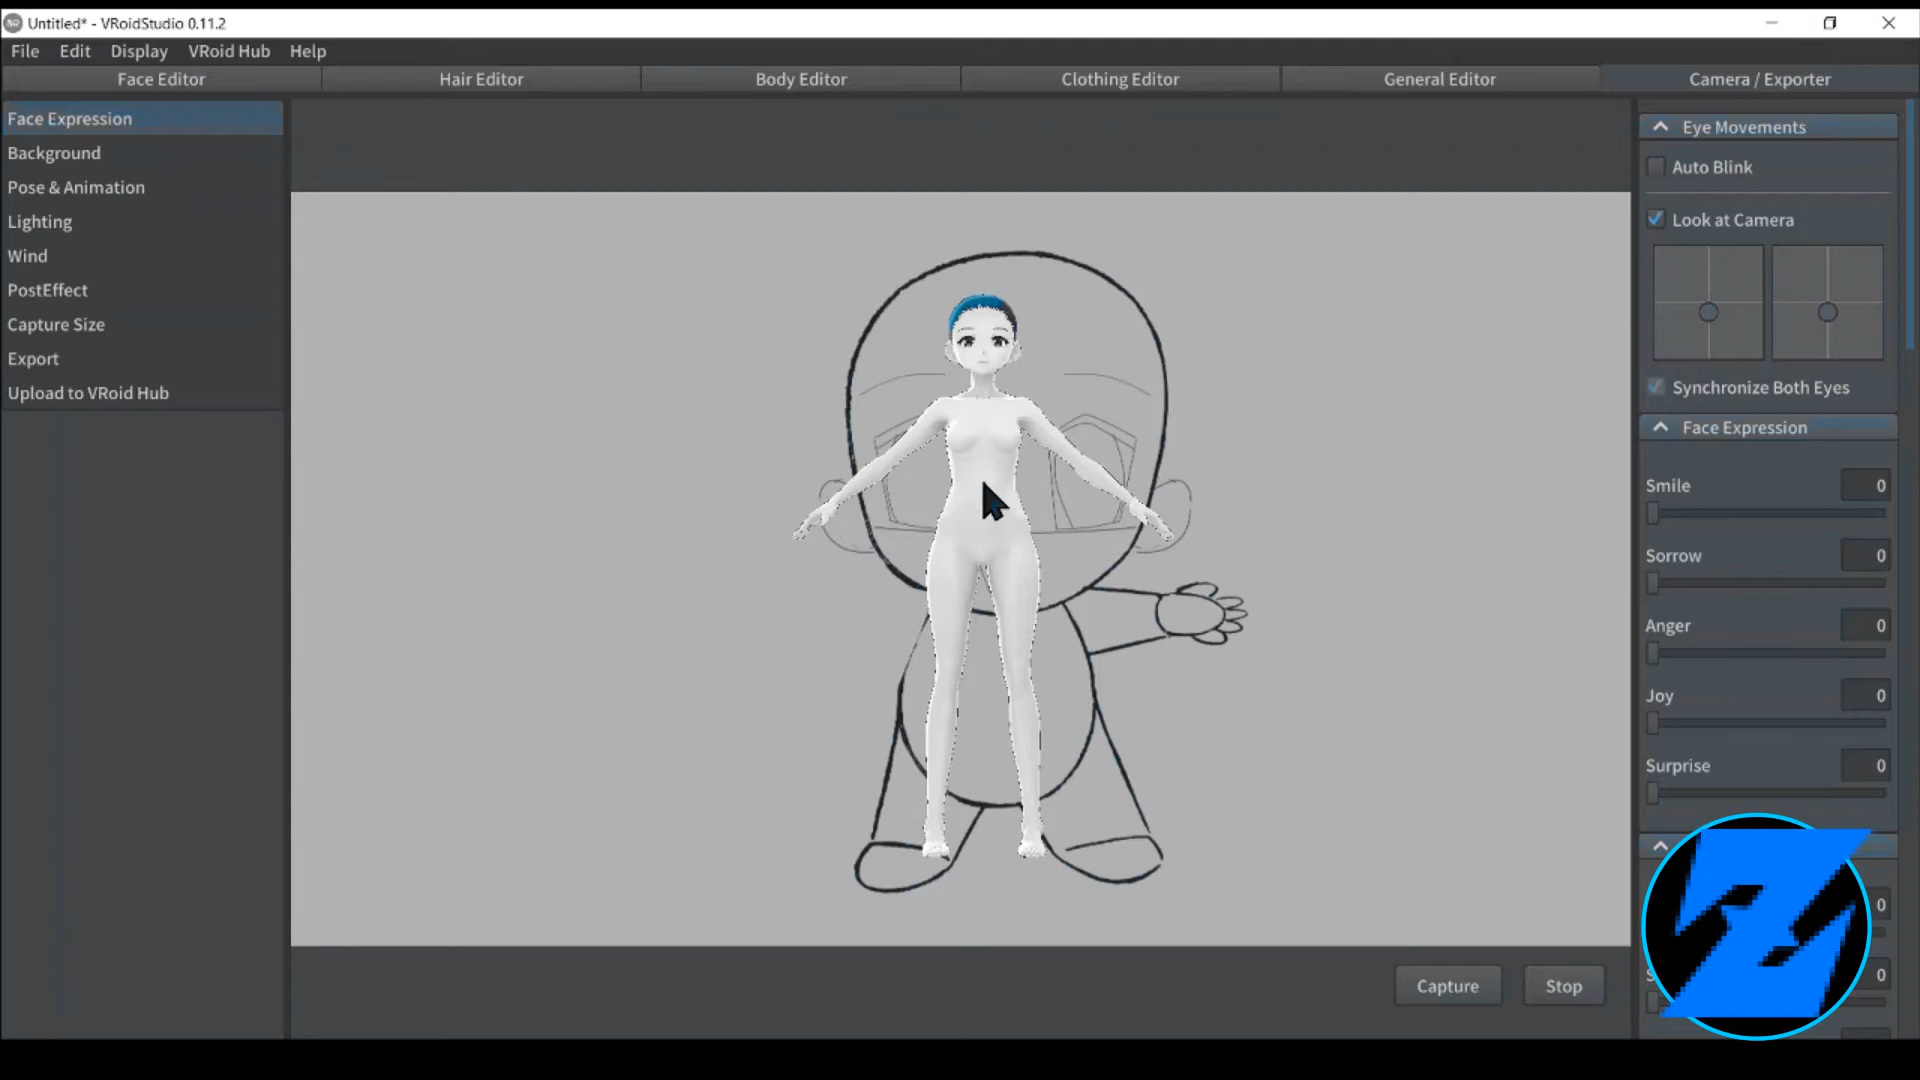 Untitled* - VRoidStudio 0.11.2
File Edit Display VRoid Hub Help
Face Editor Hair Editor Body Editor Clothing Editor General Editor Camera / Exporter
Face Expression
Background
Pose & Animation
Lighting
Wind
PostEffect
Capture Size
Export
Upload to VRoid Hub
Eye Movements
Auto Blink
Look at Camera
Synchronize Both Eyes
Face Expression
Smile 0
Sorrow 0
Anger 0
Joy 0
Surprise 0
0
0
Capture Stop